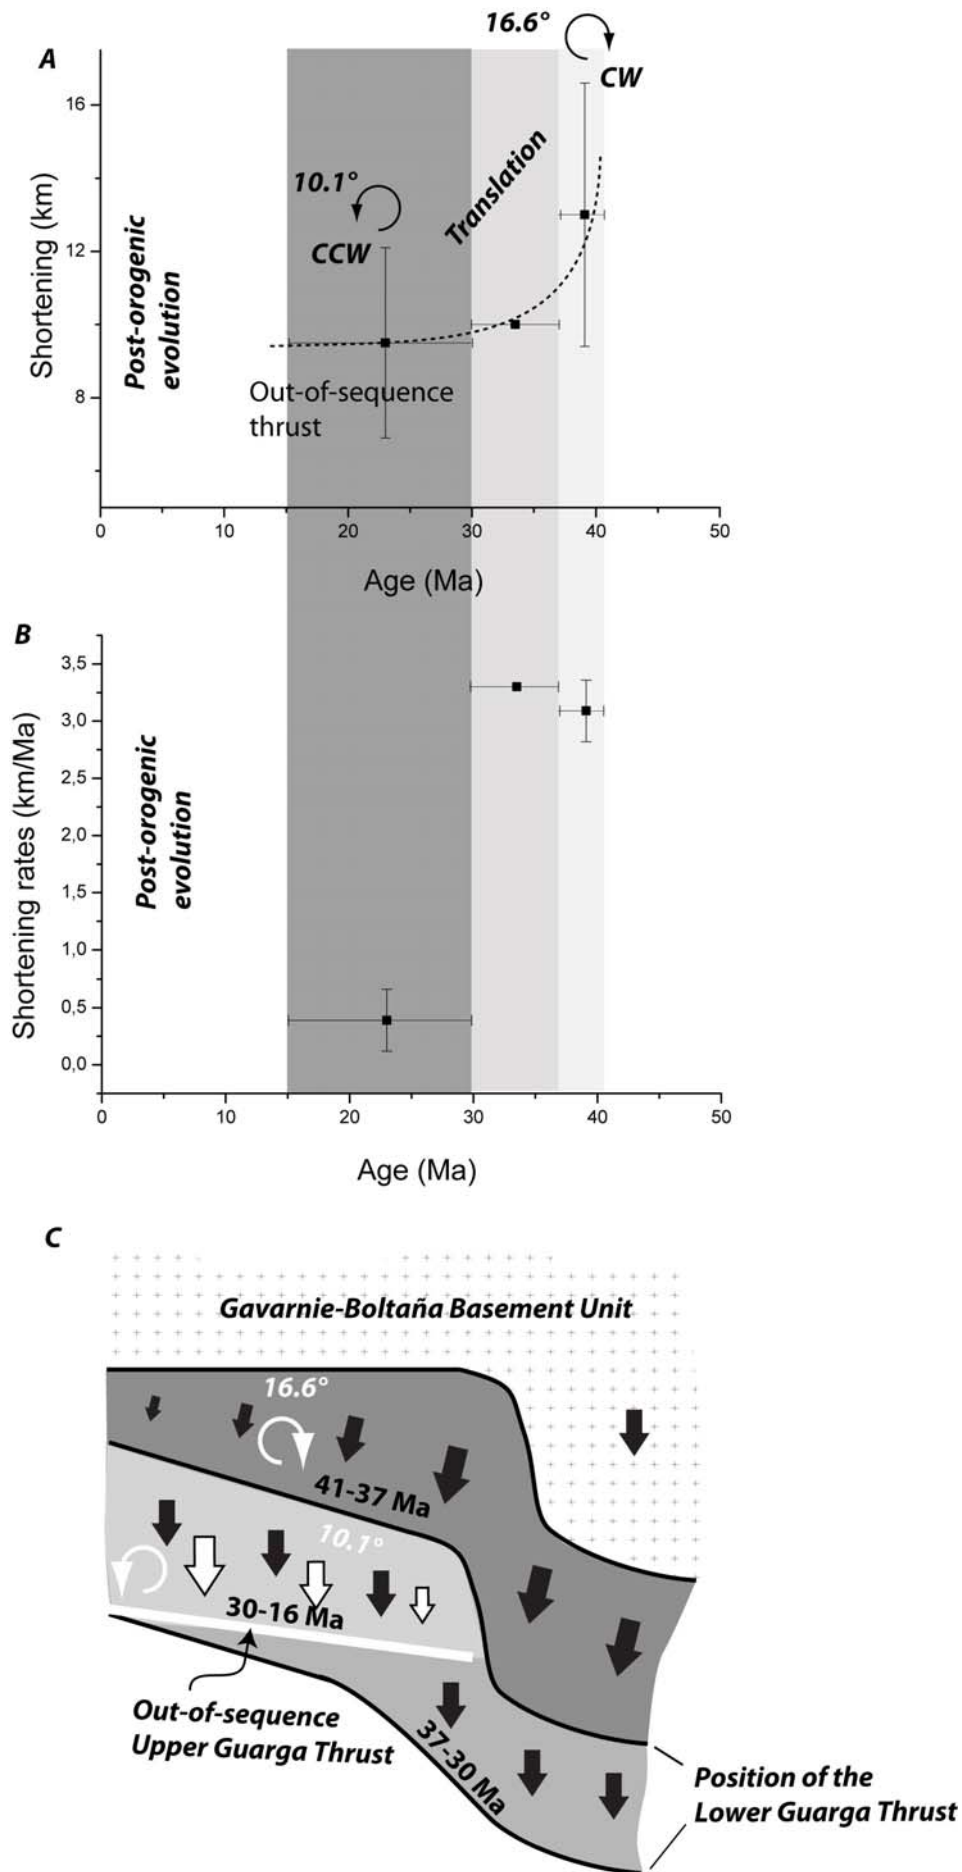 A
16.6°
CW
16
12
8
Shortening (km)
Post-orogenic
evolution
10.1°
CCW
Translation
Out-of-sequence
thrust
0
10
20
30
40
50
Age (Ma)
B
3,5
3,0
2,5
2,0
1,5
1,0
0,5
0,0
Shortening rates (km/Ma)
Post-orogenic
evolution
0
10
20
30
40
50
Age (Ma)
C
Gavarnie-Boltaña Basement Unit
16.6°
41-37 Ma
10.1°
30-16 Ma
Out-of-sequence
Upper Guarga Thrust
37-30 Ma
Position of the
Lower Guarga Thrust